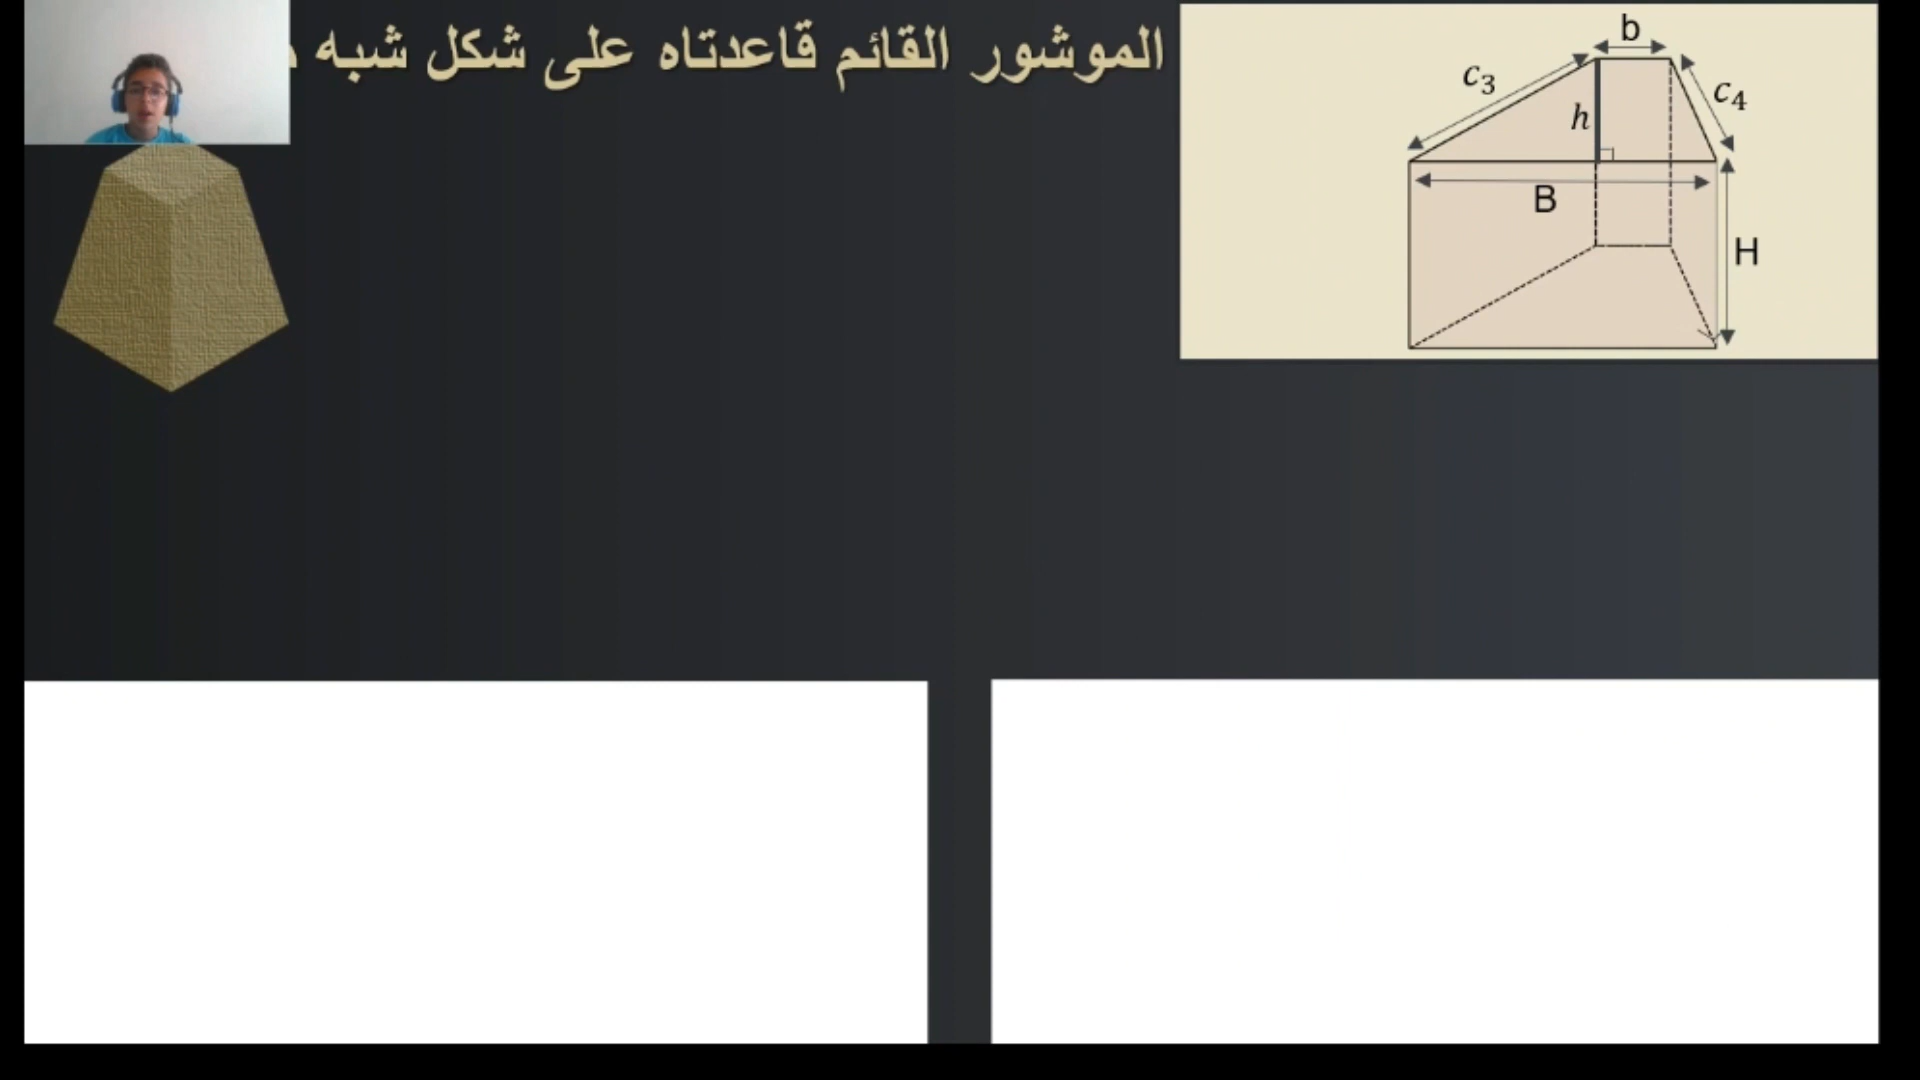 الموشور القائم قاعدتاه على شكل شبه
b
c₃
c₄
h
B
H